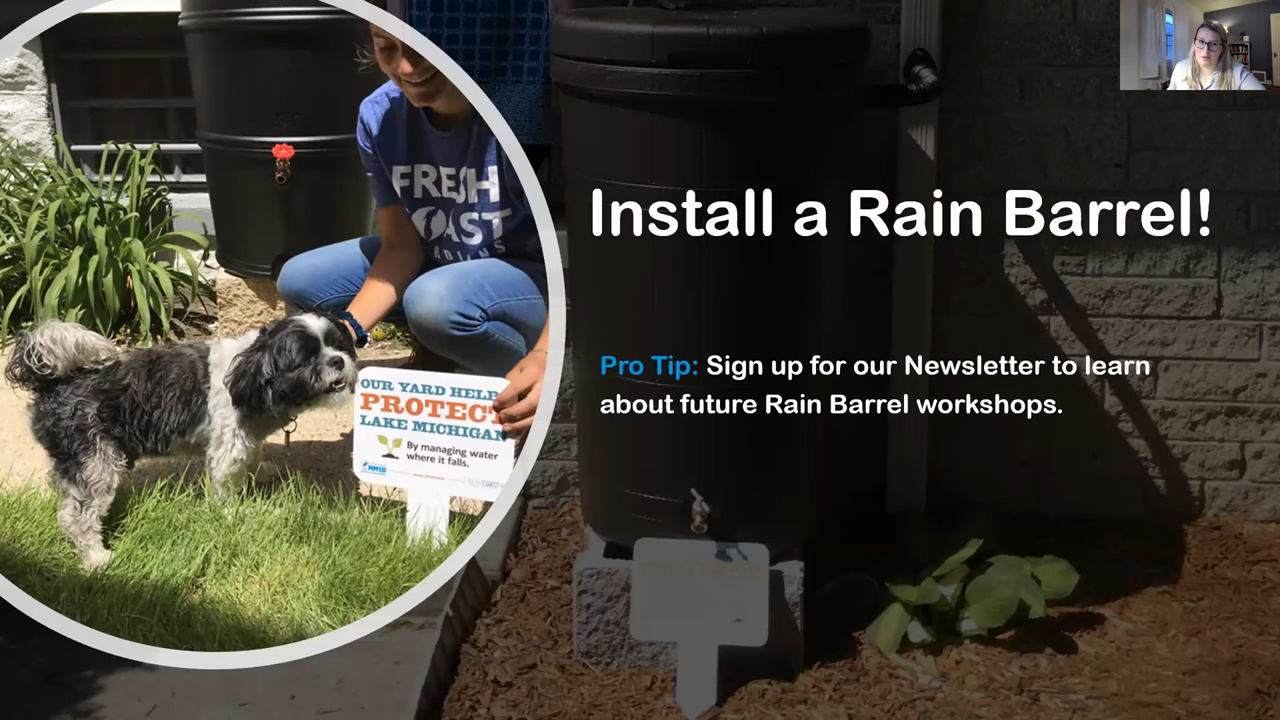 FRESH
COAST
Install a Rain Barrel!
Pro Tip: Sign up for our Newsletter to learn
about future Rain Barrel workshops.
OUR YARD HELPS
PROTECT
LAKE MICHIGAN
By managing water
where it falls.
MMSD